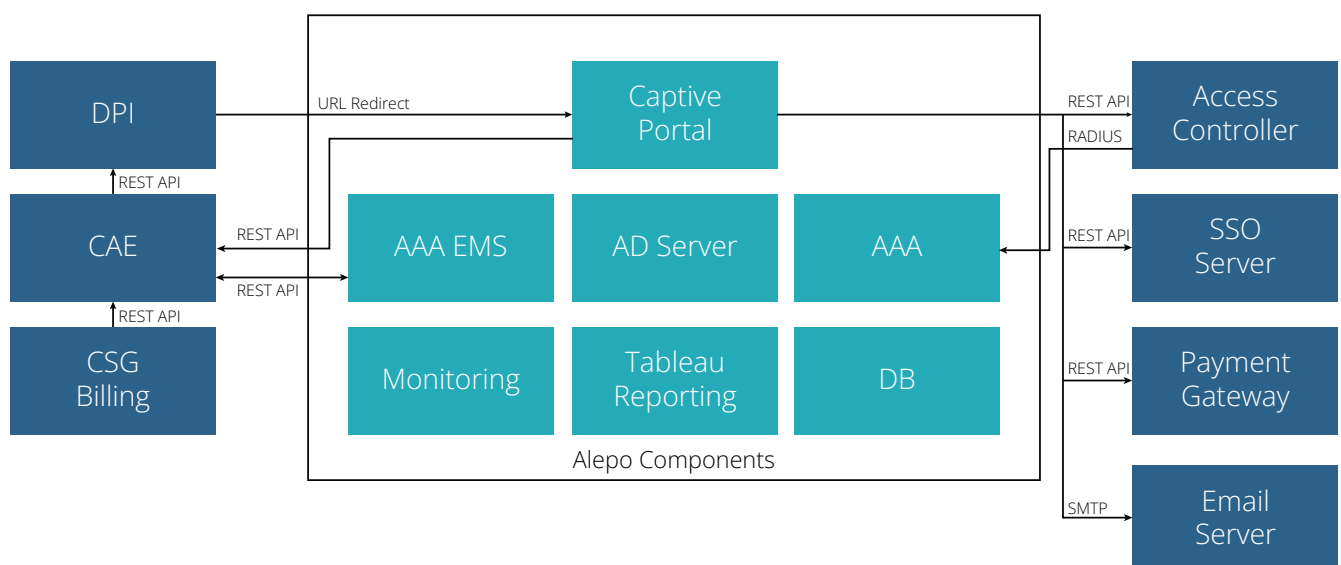 DPI
URL Redirect
Captive
Portal
REST API
Access
Controller
RADIUS
REST API
CAE
REST API
REST API
AAA EMS
AD Server
AAA
REST API
SSO
Server
REST API
CSG
Billing
Monitoring
Tableau
Reporting
DB
REST API
Payment
Gateway
Alepo Components
SMTP
Email
Server